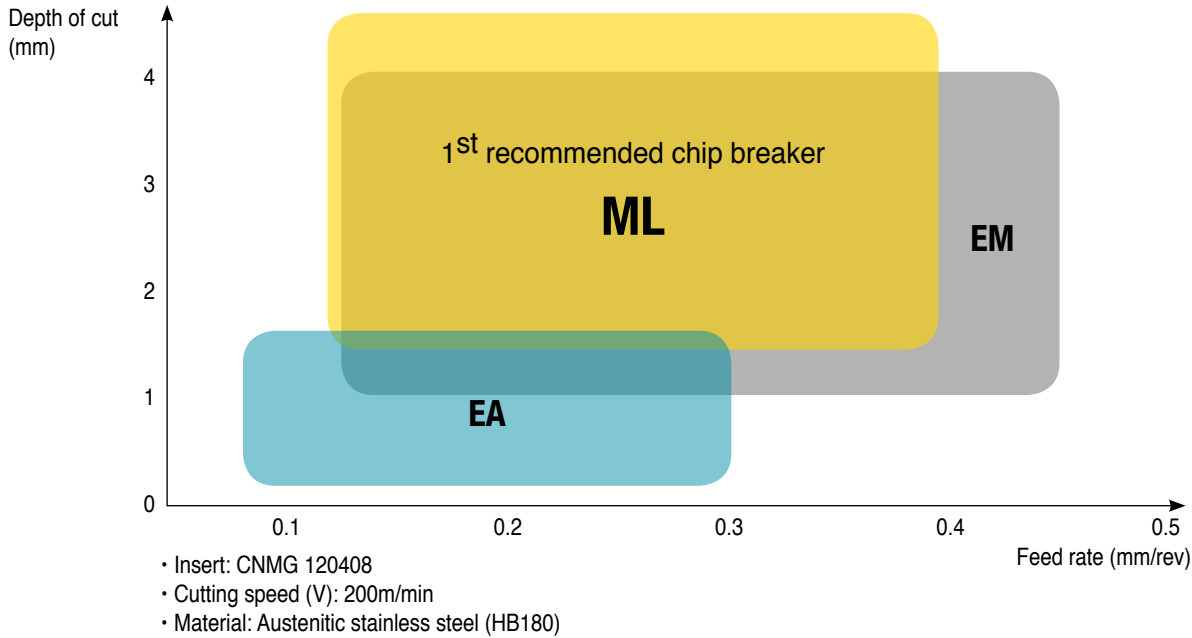 Depth of cut
(mm)
4
3
2
1
0
1st recommended chip breaker
ML
EM
EA
0.1 0.2 0.3 0.4 0.5
Feed rate (mm/rev)
・Insert: CNMG 120408
・Cutting speed (V): 200m/min
・Material: Austenitic stainless steel (HB180)